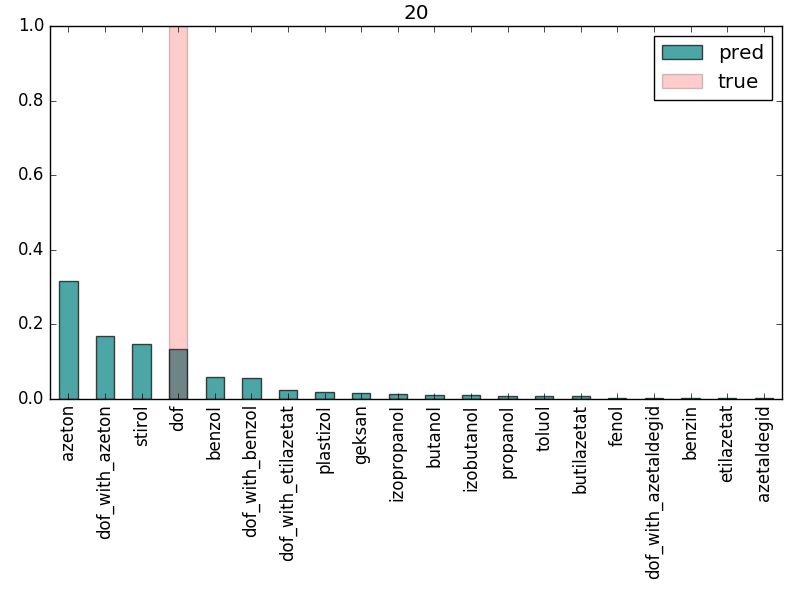 20
1.0
0.8
0.6
0.4
0.2
0.0
pred
true
azeton
dof_with_azeton
stirol
dof
benzol
dof_with_benzol
dof_with_etilazetat
plastizol
geksan
izopropanol
butanol
izobutanol
propanol
toluol
butilazetat
fenol
dof_with_azetaldegid
benzin
etilazetat
azetaldegid